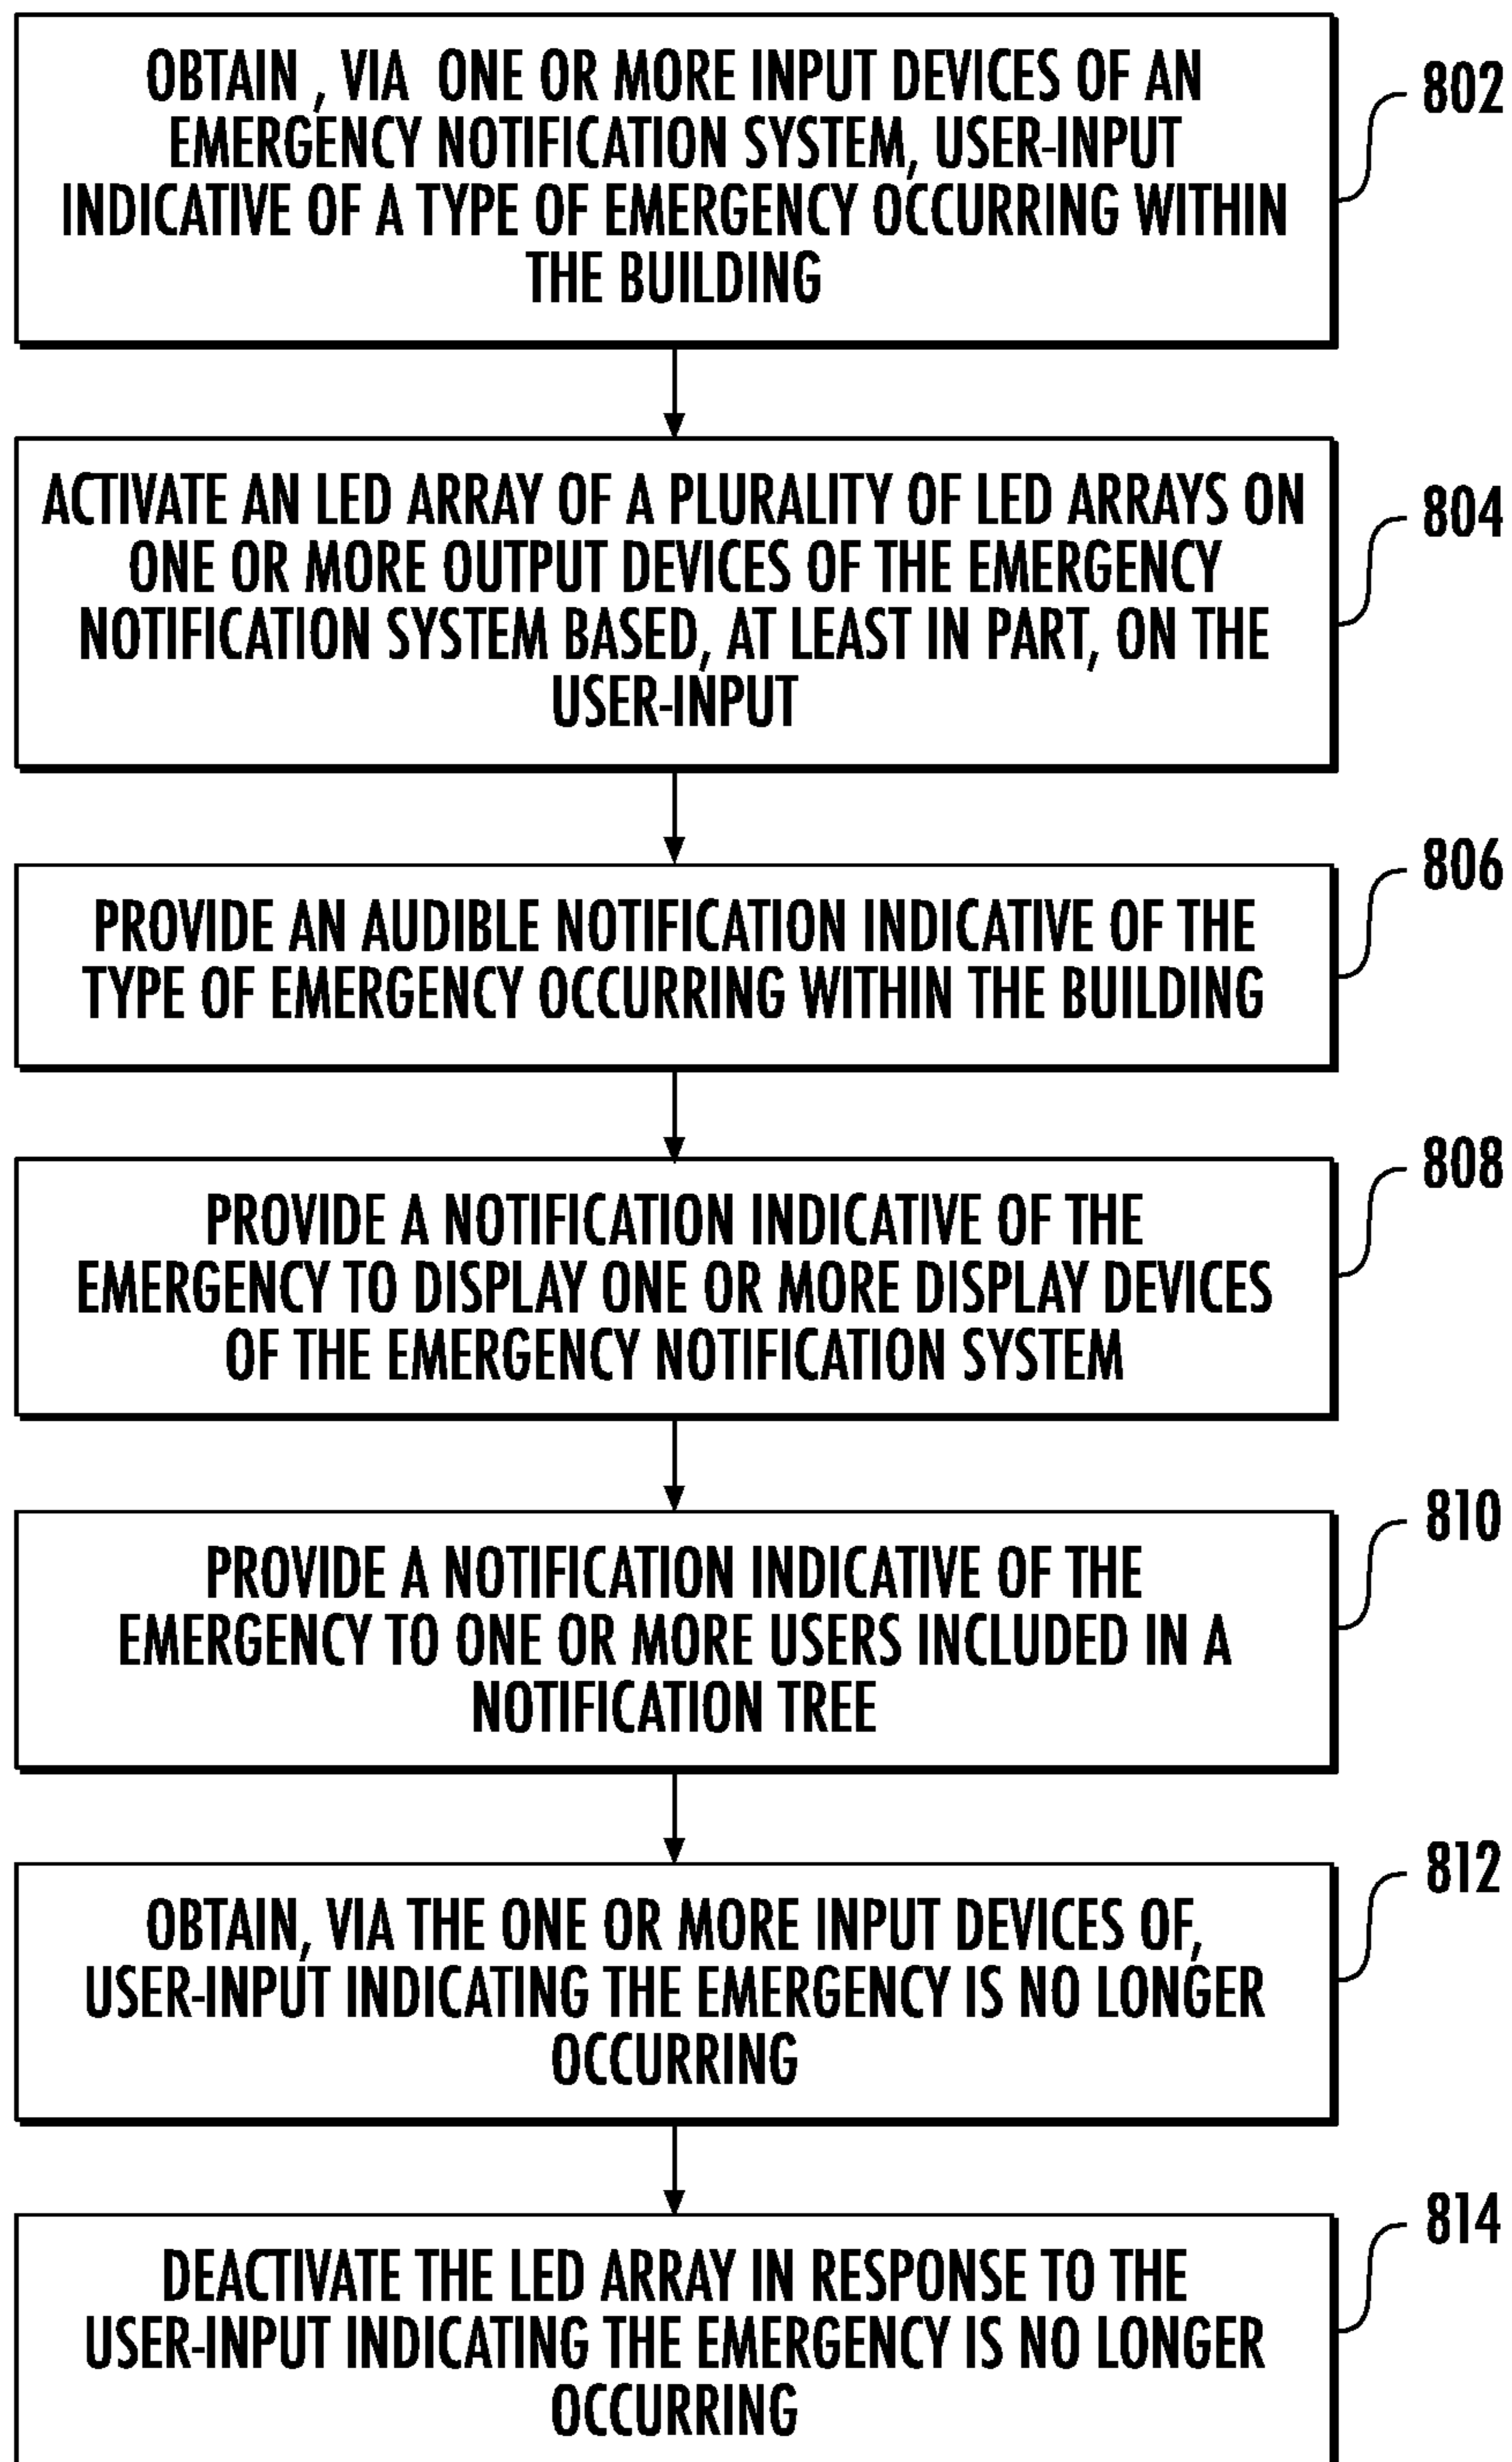 OBTAIN , VIA ONE OR MORE INPUT DEVICES OF AN
EMERGENCY NOTIFICATION SYSTEM, USER-INPUT
INDICATIVE OF A TYPE OF EMERGENCY OCCURRING WITHIN
THE BUILDING
802
ACTIVATE AN LED ARRAY OF A PLURALITY OF LED ARRAYS ON
ONE OR MORE OUTPUT DEVICES OF THE EMERGENCY
NOTIFICATION SYSTEM BASED, AT LEAST IN PART, ON THE
USER-INPUT
804
PROVIDE AN AUDIBLE NOTIFICATION INDICATIVE OF THE
TYPE OF EMERGENCY OCCURRING WITHIN THE BUILDING
806
PROVIDE A NOTIFICATION INDICATIVE OF THE
EMERGENCY TO DISPLAY ONE OR MORE DISPLAY DEVICES
OF THE EMERGENCY NOTIFICATION SYSTEM
808
PROVIDE A NOTIFICATION INDICATIVE OF THE
EMERGENCY TO ONE OR MORE USERS INCLUDED IN A
NOTIFICATION TREE
810
OBTAIN, VIA THE ONE OR MORE INPUT DEVICES OF,
USER-INPUT INDICATING THE EMERGENCY IS NO LONGER
OCCURRING
812
DEACTIVATE THE LED ARRAY IN RESPONSE TO THE
USER-INPUT INDICATING THE EMERGENCY IS NO LONGER
OCCURRING
814